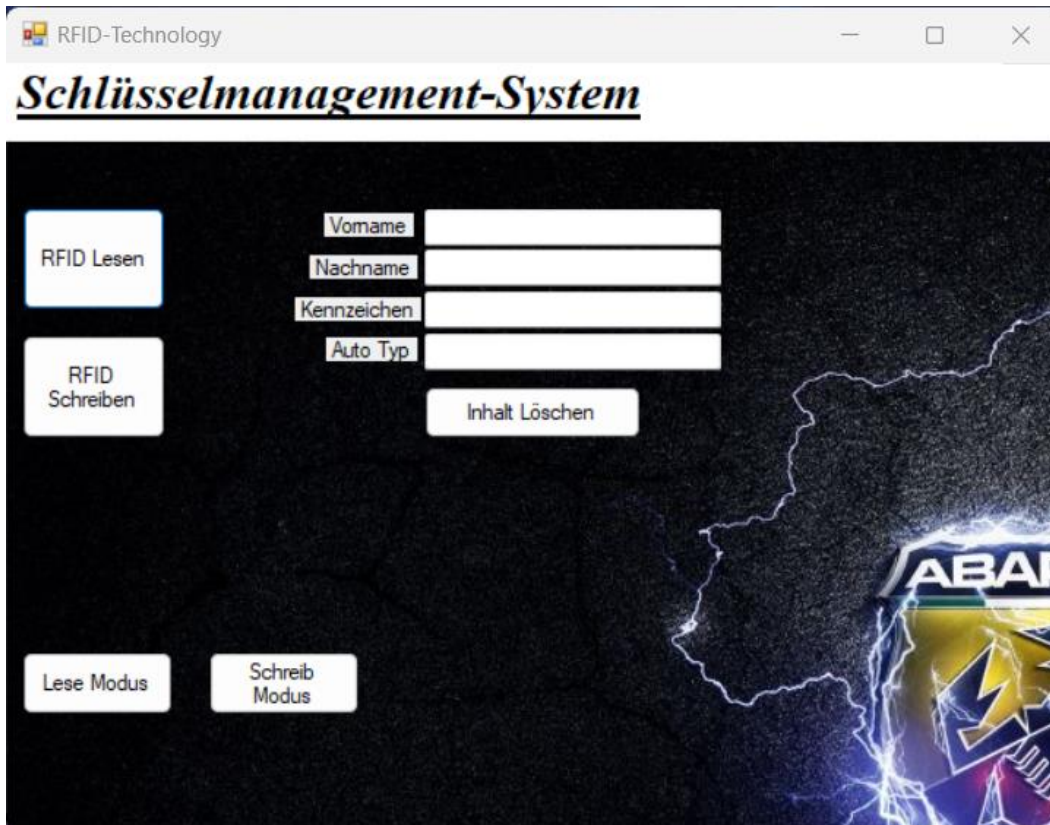 RFID-Technology
Schlüsselmanagement-System
RFID Lesen
Vorname
Nachname
Kennzeichen
Auto Typ
RFID
Schreiben
Inhalt Löschen
ABAR
Lese Modus
Schreib
Modus